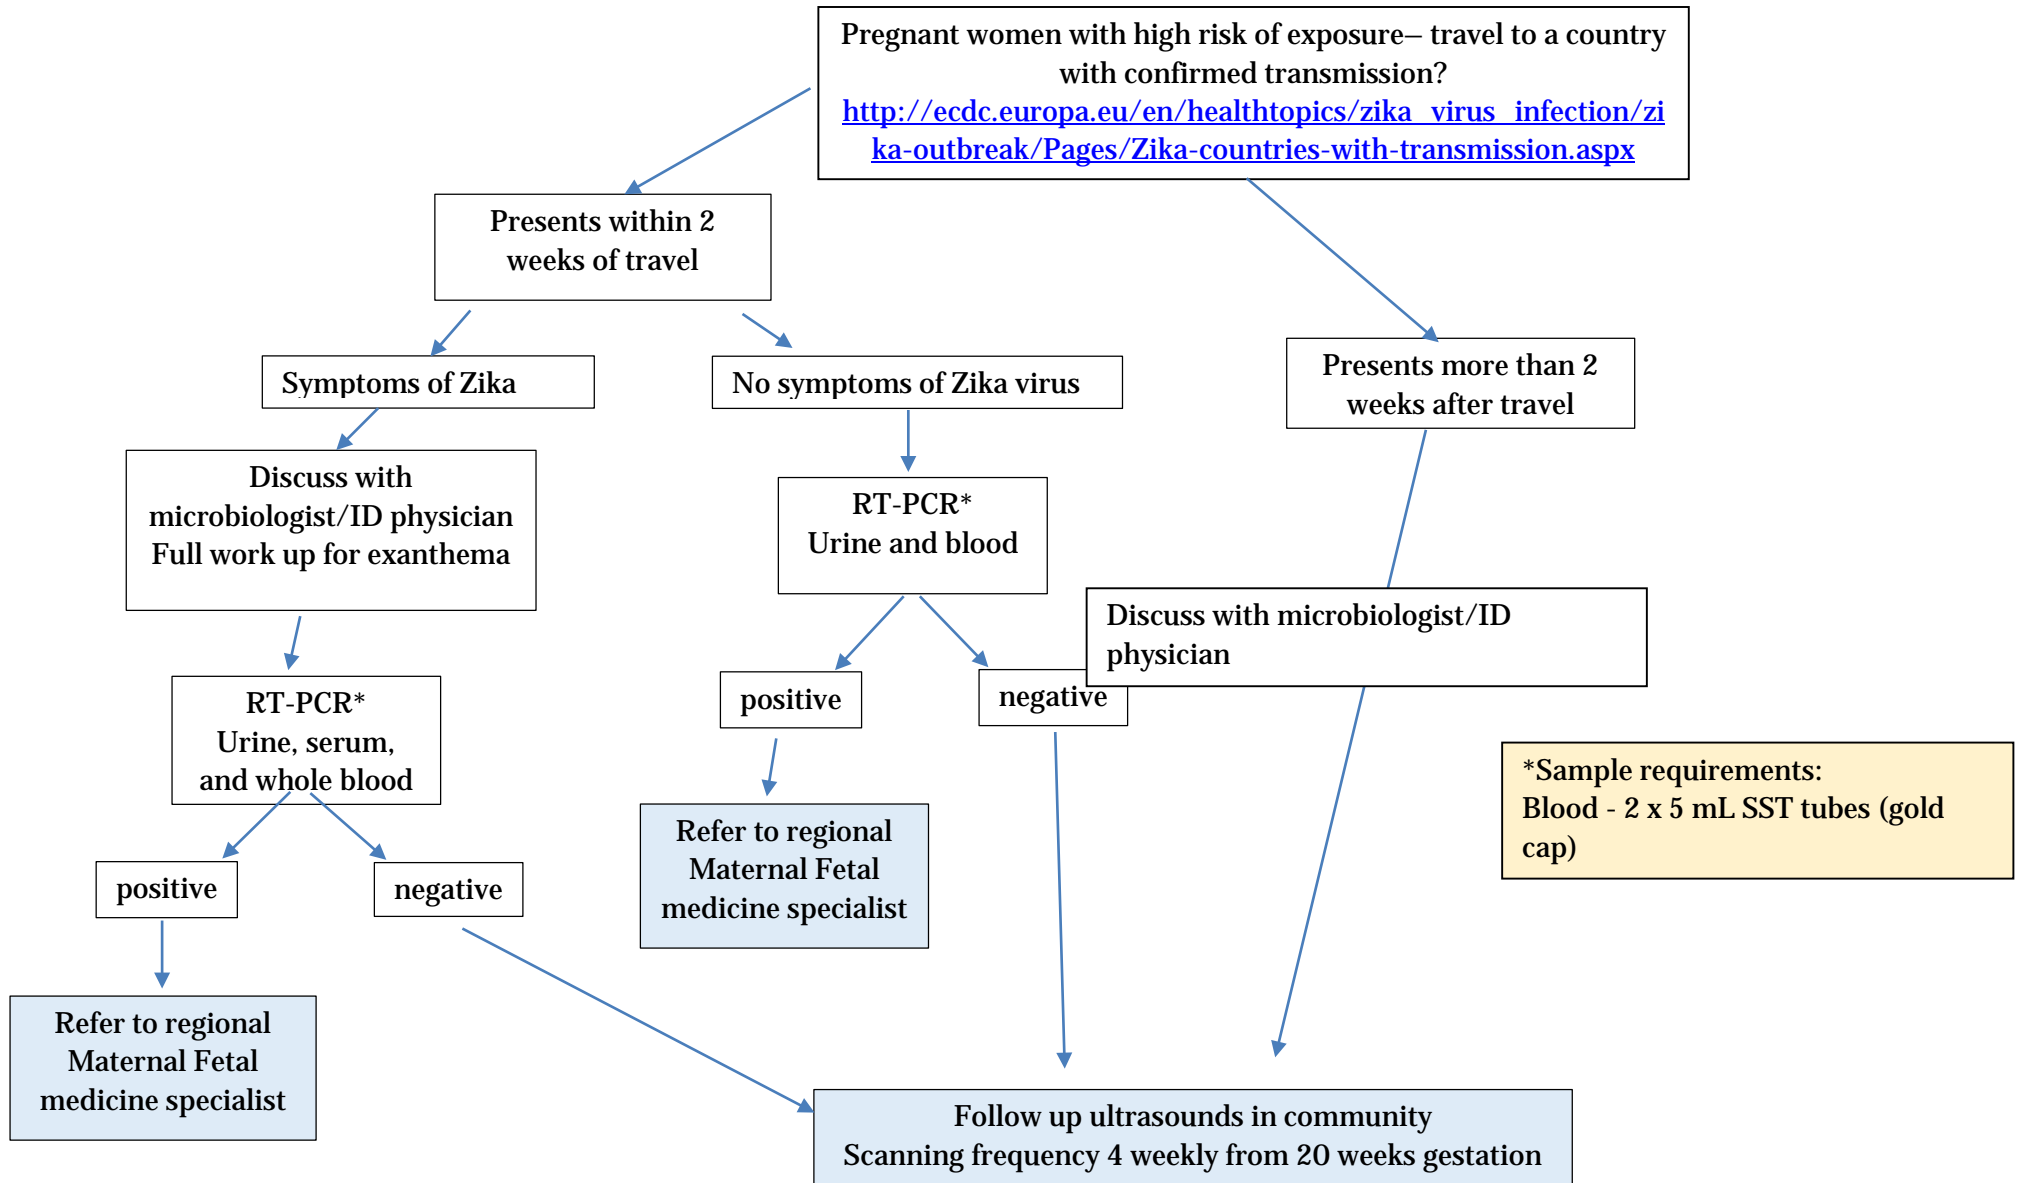 Pregnant women with high risk of exposure– travel to a country
with confirmed transmission?
http://ecdc.europa.eu/en/healthtopics/zika_virus_infection/zi
ka-outbreak/Pages/Zika-countries-with-transmission.aspx
Presents within 2
weeks of travel
Symptoms of Zika
No symptoms of Zika virus
Presents more than 2
weeks after travel
Discuss with
microbiologist/ID physician
Full work up for exanthema
RT-PCR*
Urine and blood
Discuss with microbiologist/ID
physician
RT-PCR*
Urine, serum,
and whole blood
positive
negative
*Sample requirements:
Blood - 2 x 5 mL SST tubes (gold
cap)
Refer to regional
Maternal Fetal
medicine specialist
positive
negative
Refer to regional
Maternal Fetal
medicine specialist
Follow up ultrasounds in community
Scanning frequency 4 weekly from 20 weeks gestation